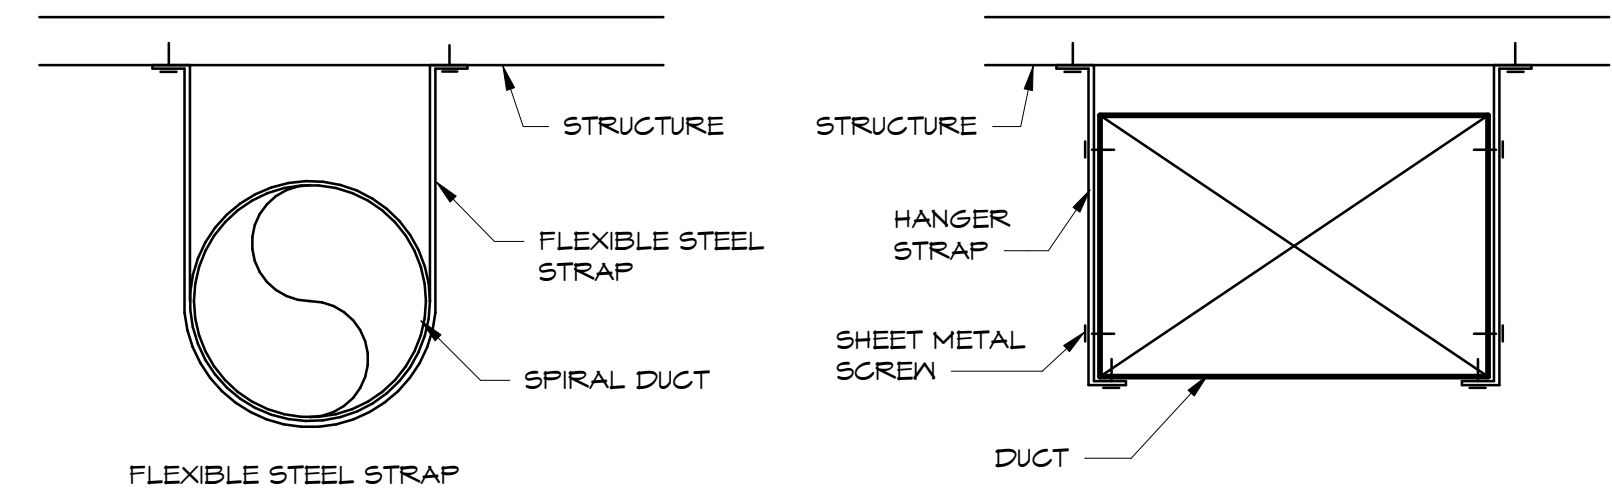 STRUCTURE
FLEXIBLE STEEL
STRAP
SPIRAL DUCT
FLEXIBLE STEEL STRAP
STRUCTURE
HANGER
STRAP
SHEET METAL
SCREW
DUCT